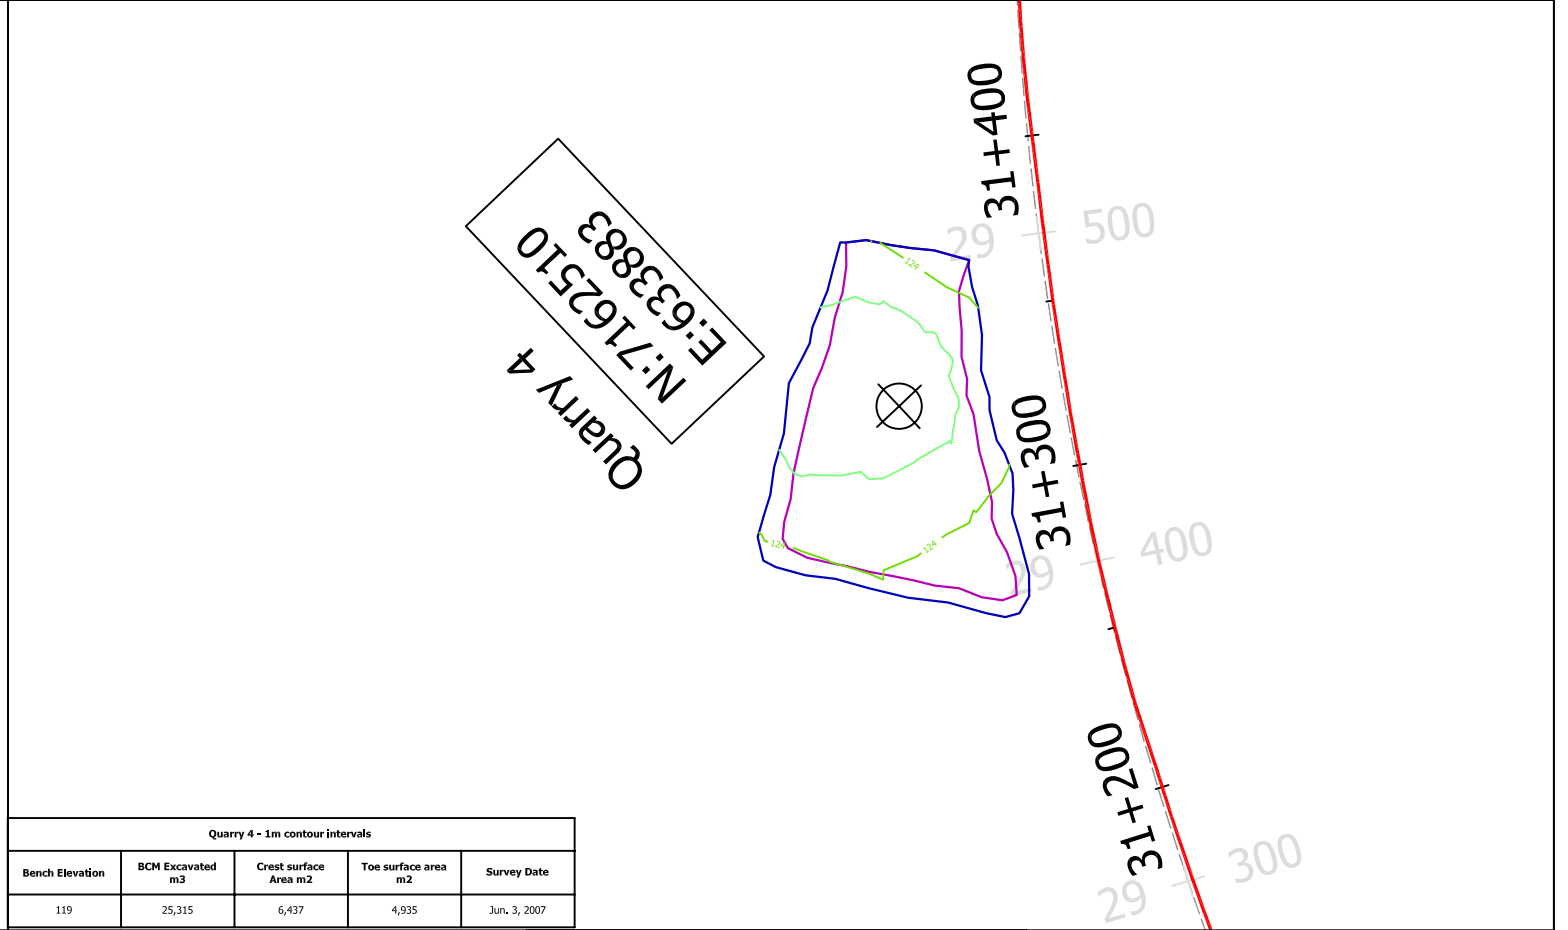 31+400
29 500
124
N:7162510
E:633883
Quarry 4
31+300
124
124
29 400
31+200
29 300
Quarry 4 - 1m contour intervals
Bench Elevation BCM Excavated m3 Crest surface Area m2 Toe surface area m2 Survey Date
119 25,315 6,437 4,935 Jun. 3, 2007